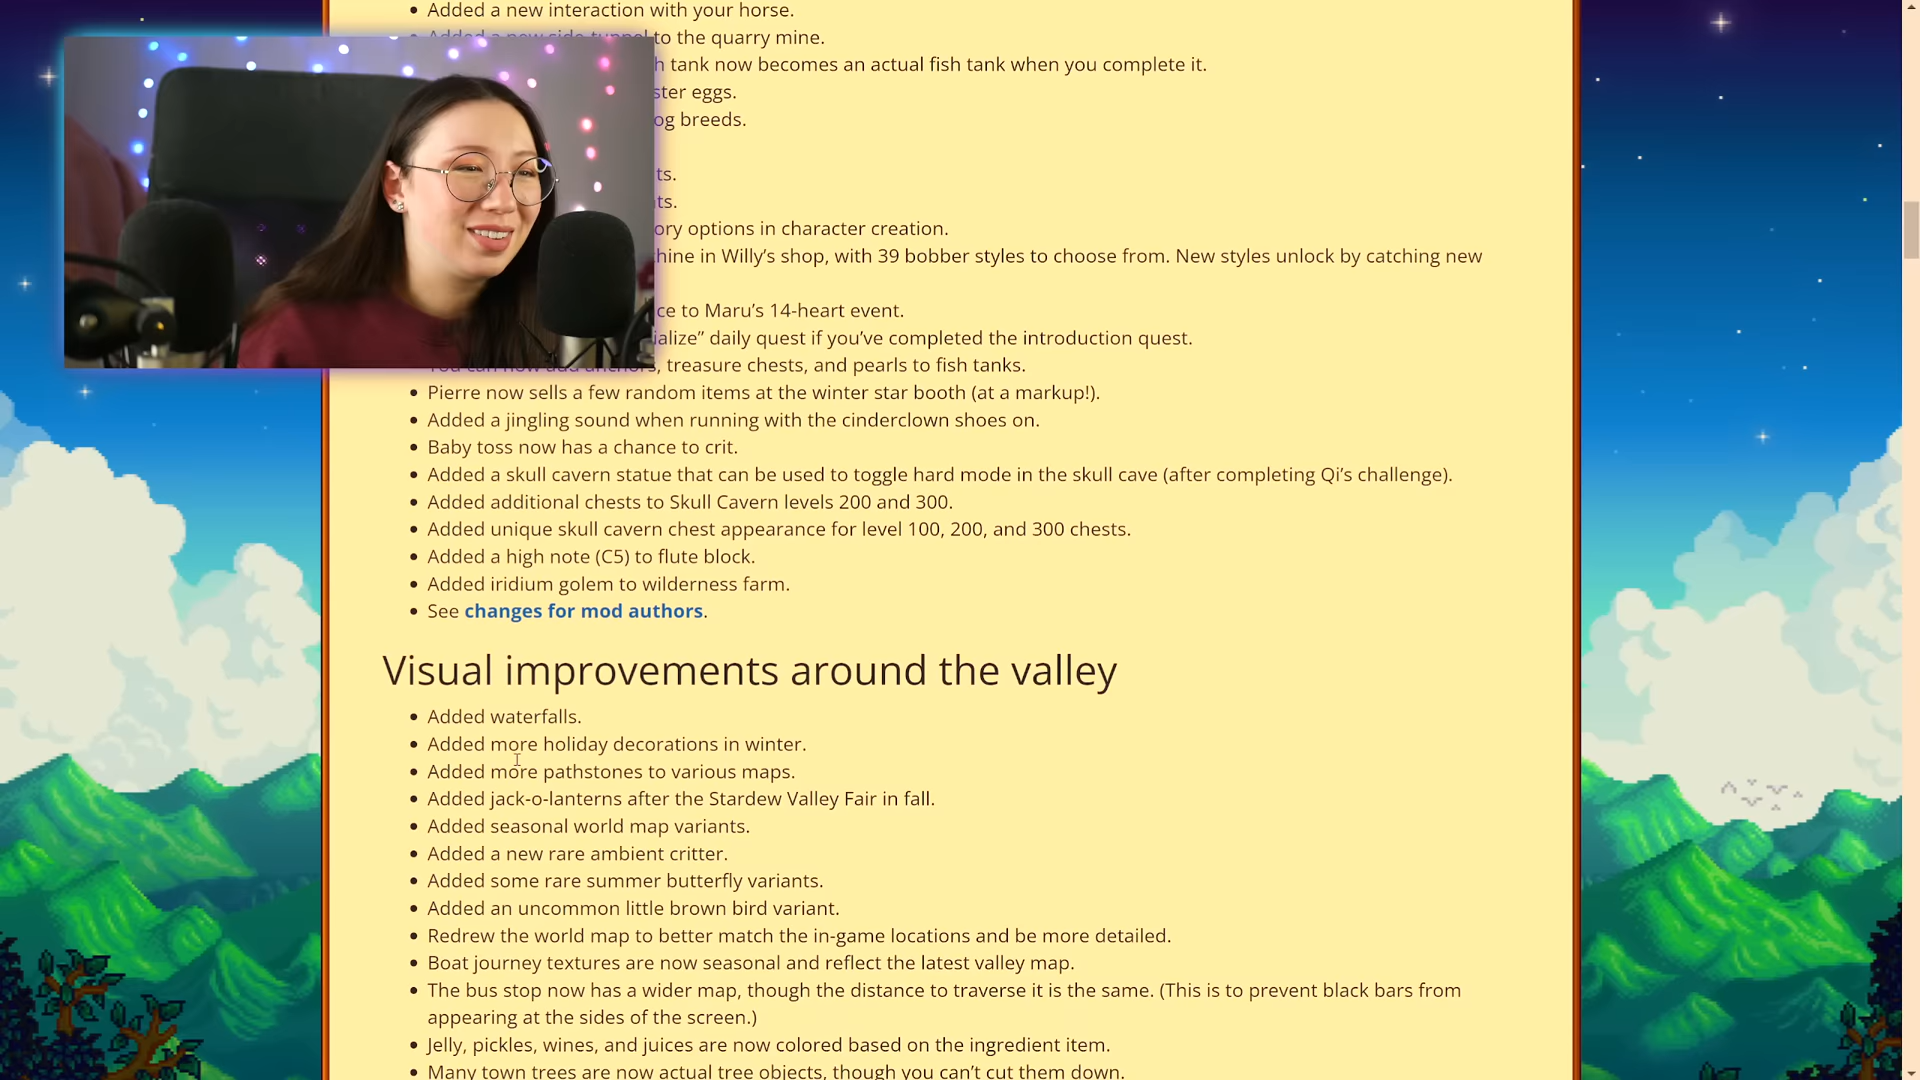 Added a new interaction with your horse.
Added a new side tunnel to the quarry mine.
tank now becomes an actual fish tank when you complete it.
eggs.
breeds.
options in character creation.
in Willy's shop, with 39 bobber styles to choose from. New styles unlock by catching new
to Maru's 14-heart event.
daily quest if you've completed the introduction quest.
You can now add anchors, treasure chests, and pearls to fish tanks.
Pierre now sells a few random items at the winter star booth (at a markup!).
Added a jingling sound when running with the cinderclown shoes on.
Baby toss now has a chance to crit.
Added a skull cavern statue that can be used to toggle hard mode in the skull cave (after completing Qi's challenge).
Added additional chests to Skull Cavern levels 200 and 300.
Added unique skull cavern chest appearance for level 100, 200, and 300 chests.
Added a high note (C5) to flute block.
Added iridium golem to wilderness farm.
See changes for mod authors.
Visual improvements around the valley
Added waterfalls.
Added more holiday decorations in winter.
Added more pathstones to various maps.
Added jack-o-lanterns after the Stardew Valley Fair in fall.
Added seasonal world map variants.
Added a new rare ambient critter.
Added some rare summer butterfly variants.
Added an uncommon little brown bird variant.
Redrew the world map to better match the in-game locations and be more detailed.
Boat journey textures are now seasonal and reflect the latest valley map.
The bus stop now has a wider map, though the distance to traverse it is the same. (This is to prevent black bars from
appearing at the sides of the screen.)
Jelly, pickles, wines, and juices are now colored based on the ingredient item.
Many town trees are now actual tree objects, though you can't cut them down.